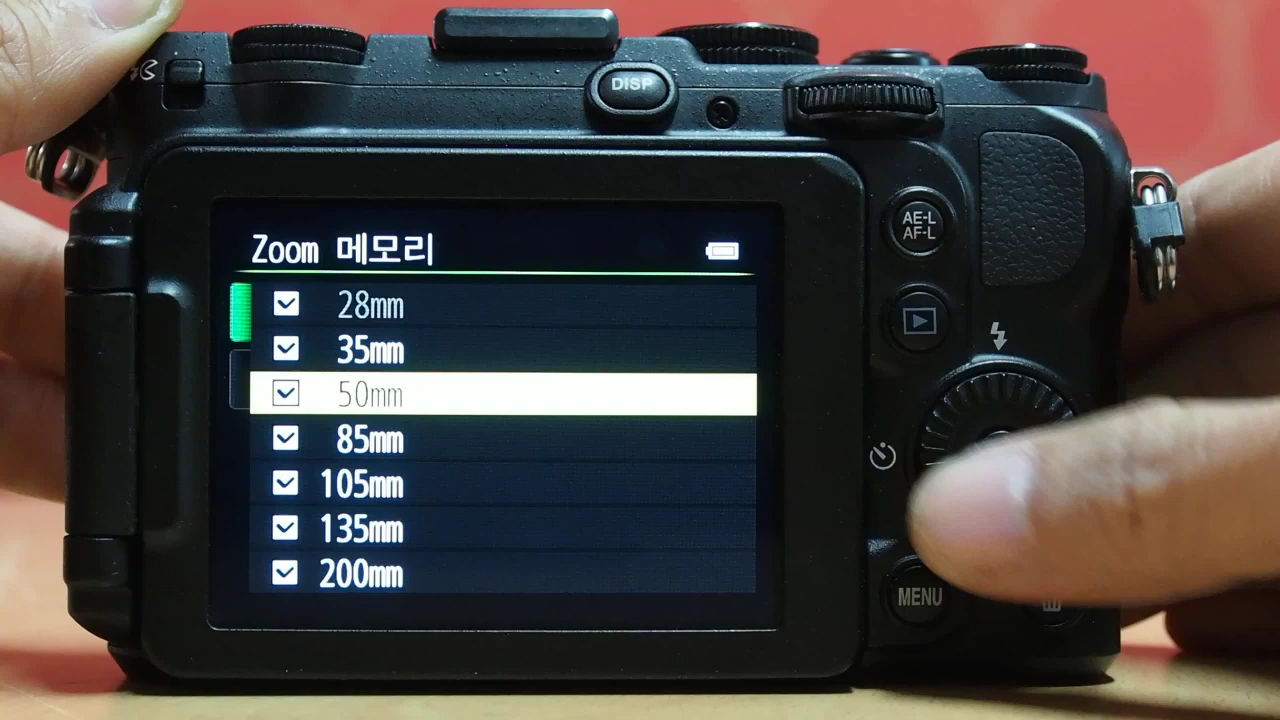 DISP
AE-L
AF-L
Zoom 메모리
28mm
35mm
50mm
85mm
105mm
135mm
200mm
MENU